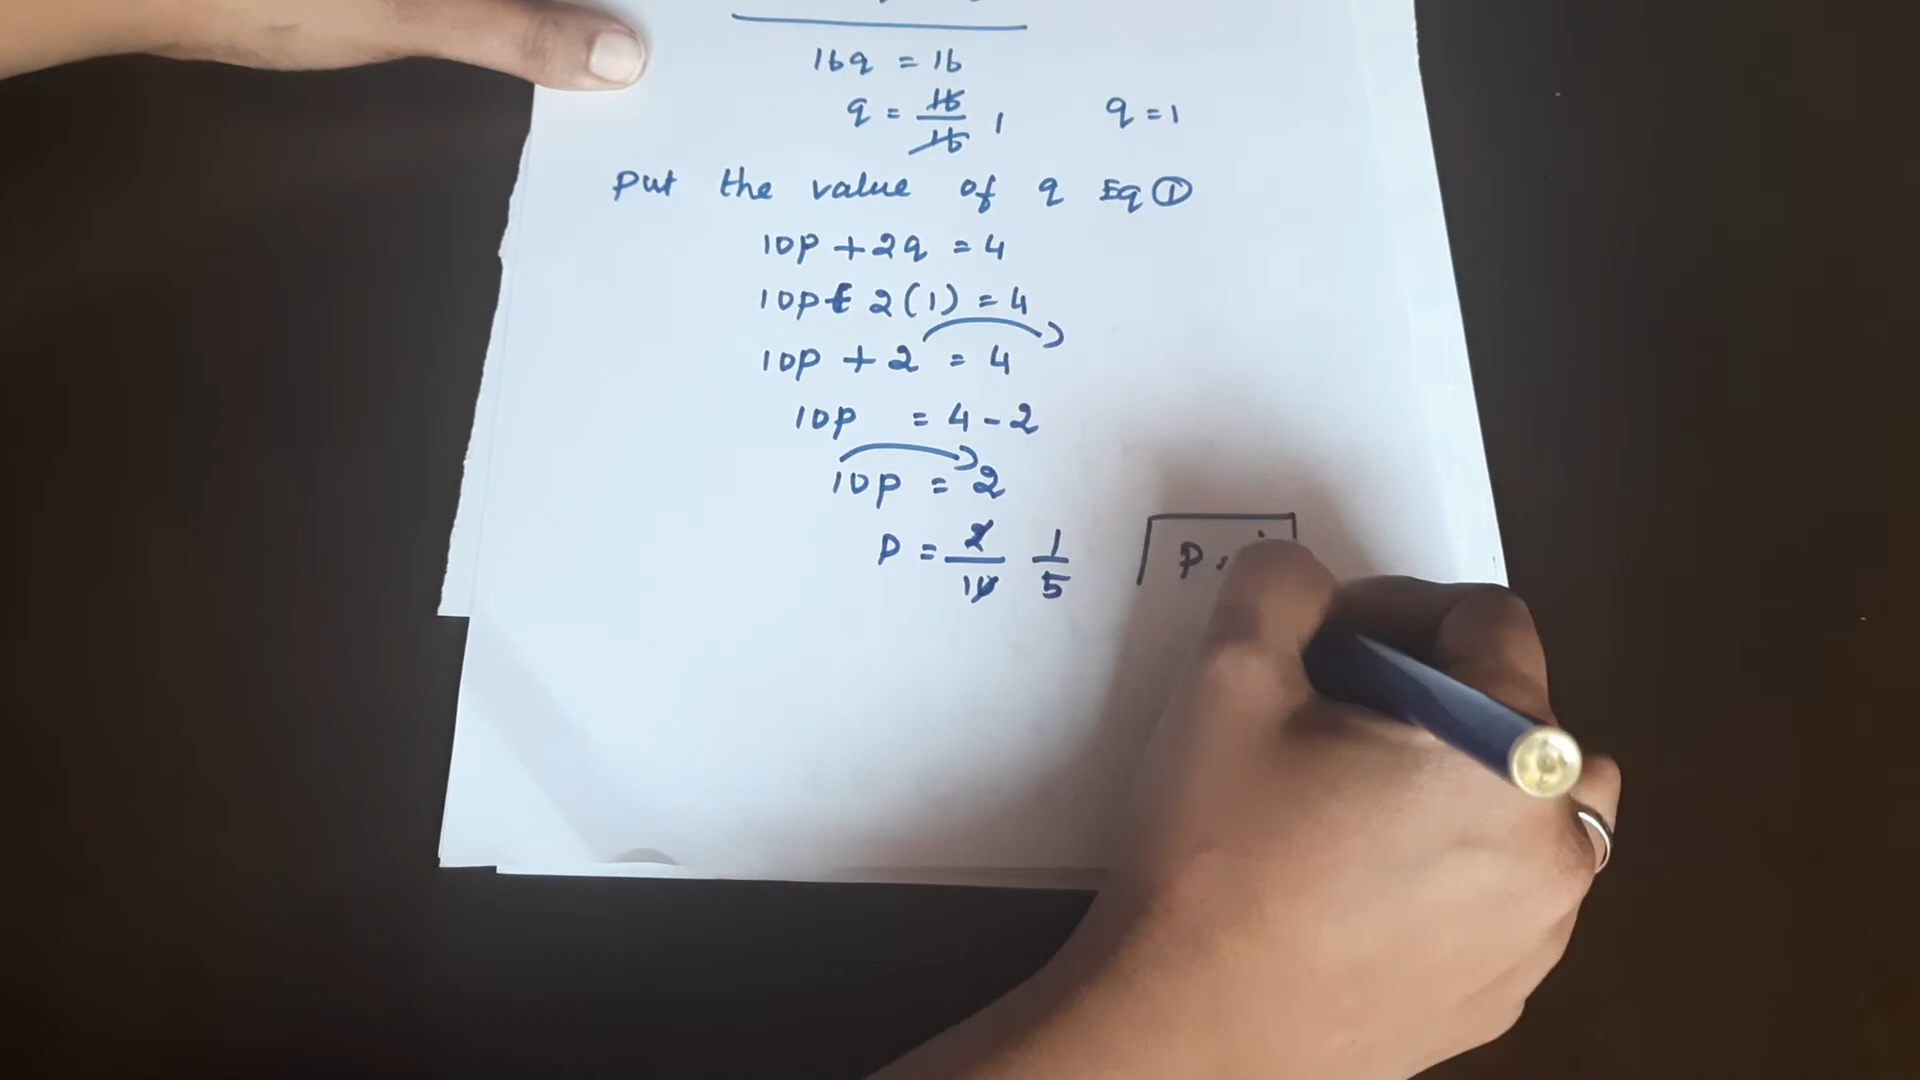 16q = 16
q = 16/16 1 q = 1
Put the value of q Eq ①
10p + 2q = 4
10p + 2(1) = 4
10p + 2 = 4
10p = 4 - 2
10p = 2
p = 2/10 1/5 p =